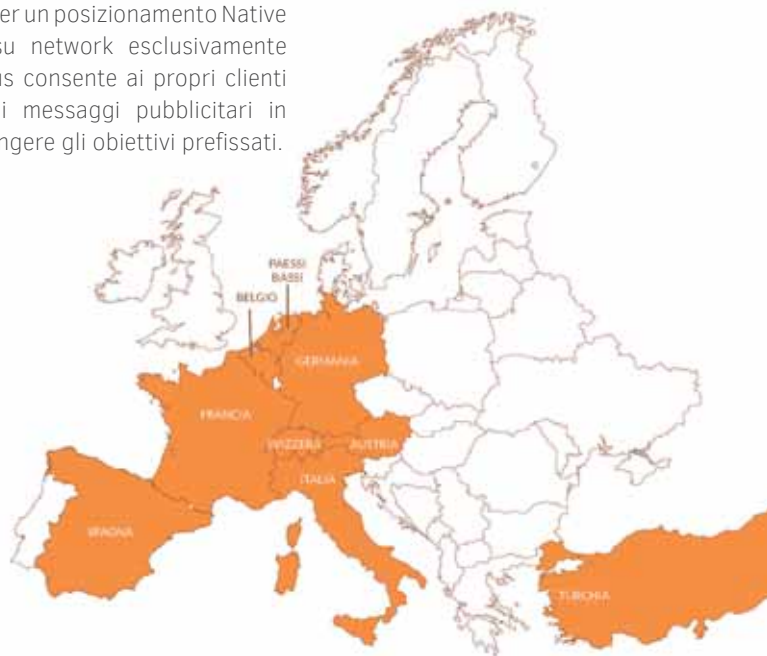 er un posizionamento Native
su network esclusivamente
us consente ai propri clienti
i messaggi pubblicitari in
ngere gli obiettivi prefissati.
PAESSI
BASSI
BELGIO
GERMANIA
FRANCIA
WIZZERA
AUSTRIA
ITALIA
SPAGNA
TURCHIA